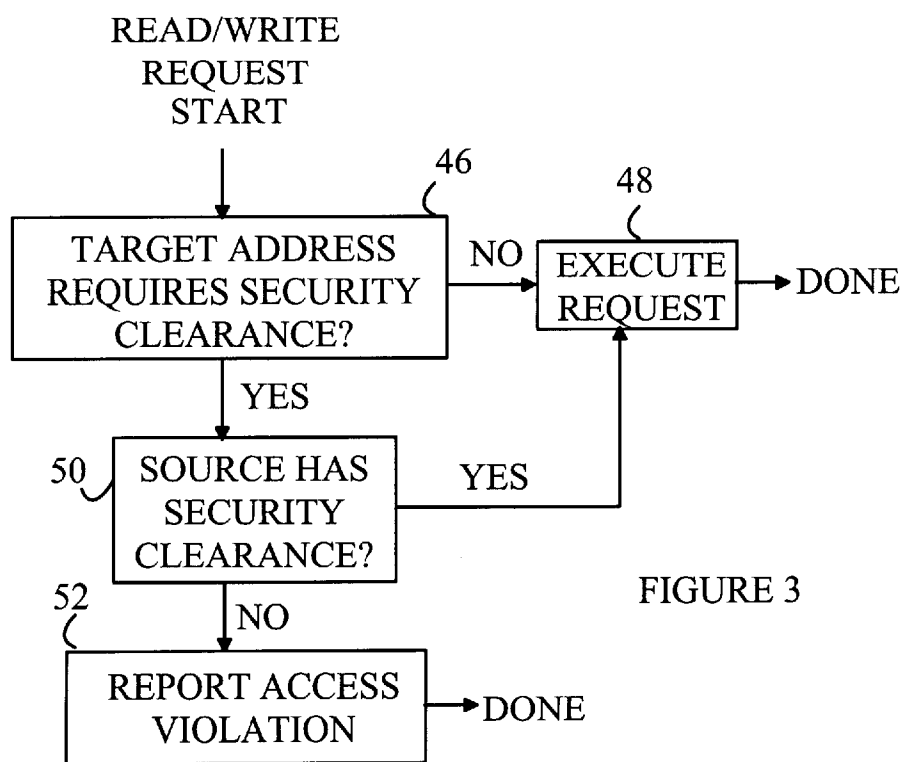 READ/WRITE
REQUEST
START
46
TARGET ADDRESS
REQUIRES SECURITY
CLEARANCE?
NO
48
EXECUTE
REQUEST
DONE
YES
50
SOURCE HAS
SECURITY
CLEARANCE?
YES
NO
FIGURE 3
52
REPORT ACCESS
VIOLATION
DONE